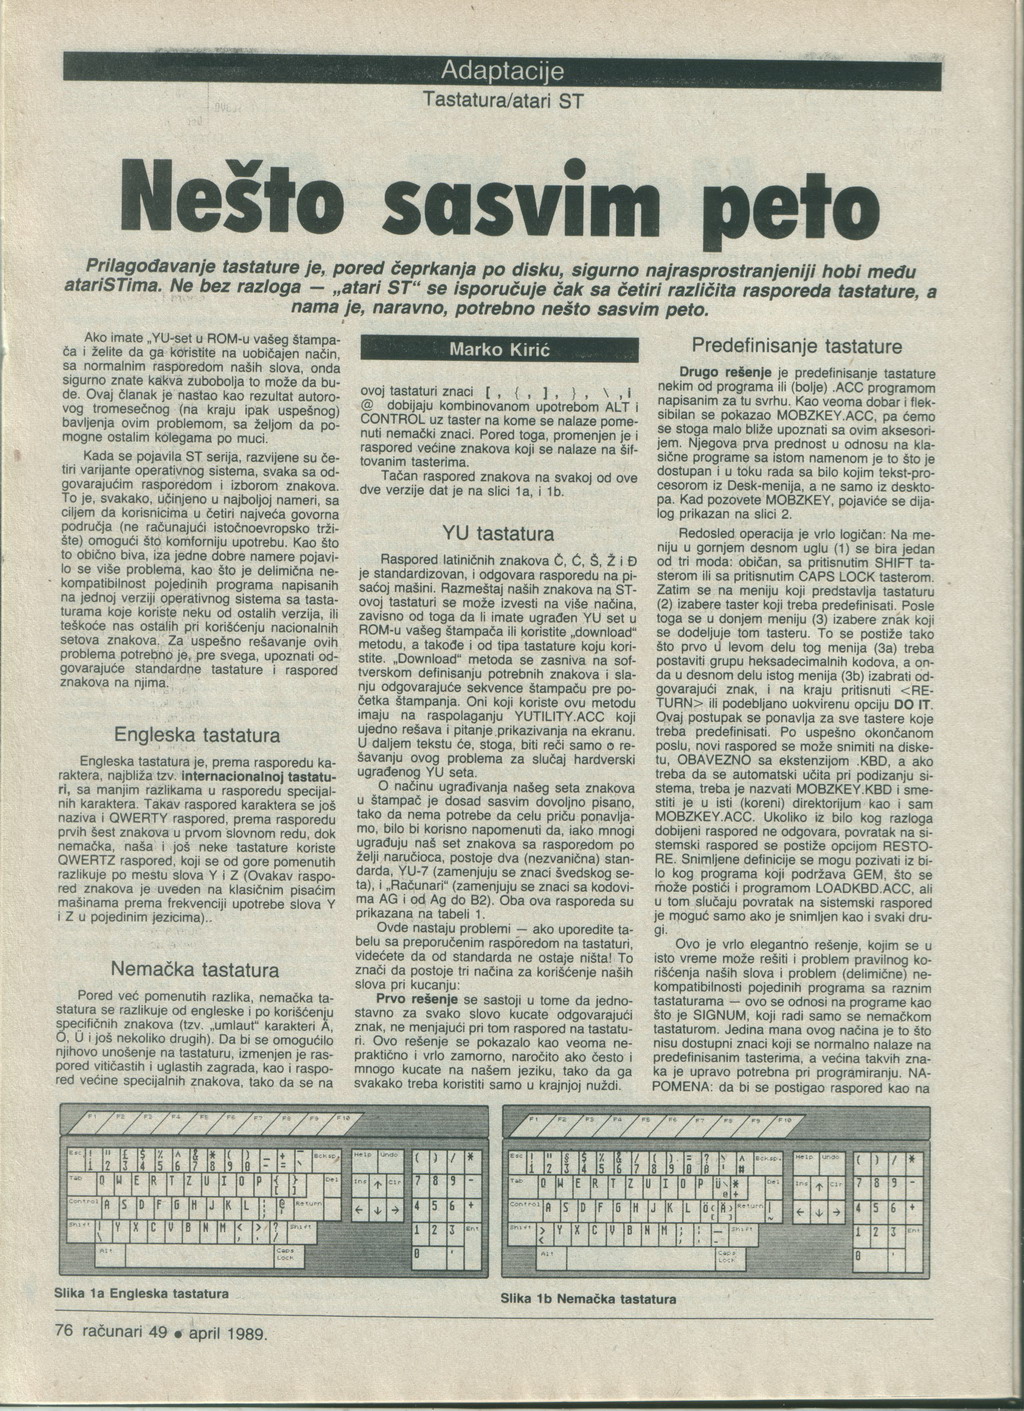 Adaptacije
Tastatura/atari ST
Nešto sasvim peto
Prilagođavanje tastature je, pored čeprkanja po disku, sigurno najrasprostranjeniji hobi među
atariSTima. Ne bez razloga — „atari ST" se isporučuje čak sa četiri različita rasporeda tastature, a
nama je, naravno, potrebno nešto sasvim peto.
Ako imate „YU-set u ROM-u vašeg štampa-
ča i želite da ga koristite na uobičajen način,
sa normalnim rasporedom naših slova, onda
sigurno znate kakva zubobolja to može da bu-
de. Ovaj članak je nastao kao rezultat autoro-
vog tromesečnog (na kraju ipak uspešnog)
bavljenja ovim problemom, sa željom da po-
mogne ostalim kolegama po muci.
Kada se pojavila ST serija, razvijene su če-
tiri varijante operativnog sistema, svaka sa od-
govarajućim rasporedom i izborom znakova.
To je, svakako, učinjeno u najboljoj nameri, sa
ciljem da korisnicima u četiri najveća govorna
područja (ne računajući istočnoevropsko trži-
šte) omogući što komforniju upotrebu. Kao što
to obično biva, iza jedne dobre namere pojavi-
lo se više problema, kao što je delimična ne-
kompatibilnost pojedinih programa napisanih
na jednoj verziji operativnog sistema sa tasta-
turama koje koriste neku od ostalih verzija, ili
teškoće nas ostalih pri korišćenju nacionalnih
setova znakova. Za uspešno rešavanje ovih
problema potrebno je, pre svega, upoznati od-
govarajuće standardne tastature i raspored
znakova na njima.
Engleska tastatura
Engleska tastatura je, prema rasporedu ka-
raktera, najbliža tzv. internacionalnoj tastatu-
ri, sa manjim razlikama u rasporedu specijal-
nih karaktera. Takav raspored karaktera se još
naziva i QWERTY raspored, prema rasporedu
prvih šest znakova u prvom slovnom redu, dok
nemačka, naša i još neke tastature koriste
QWERTZ raspored, koji se od gore pomenutih
razlikuje po mestu slova Y i Z (Ovakav raspo-
red znakova je uveden na klasičnim pisaćim
mašinama prema frekvenciji upotrebe slova Y
i Z u pojedinim jezicima)..
Nemačka tastatura
Pored već pomenutih razlika, nemačka ta-
statura se razlikuje od engleske i po korišćenju
specifičnih znakova (tzv. „umlaut" karakteri Ä,
Ö, Ü i još nekoliko drugih). Da bi se omogućilo
njihovo unošenje na tastaturu, izmenjen je ras-
pored vitičastih i uglastih zagrada, kao i raspo-
red većine specijalnih znakova, tako da se na
Marko Kirić
ovoj tastaturi znaci [ , { , ] , } , \ , i
@ dobijaju kombinovanom upotrebom ALT i
CONTROL uz taster na kome se nalaze pome-
nuti nemački znaci. Pored toga, promenjen je i
raspored većine znakova koji se nalaze na šif-
tovanim tasterima.
Tačan raspored znakova na svakoj od ove
dve verzije dat je na slici 1a, i 1b.
YU tastatura
Raspored latiničnih znakova Č, Ć, Š, Ž i Đ
je standardizovan, i odgovara rasporedu na pi-
saćoj mašini. Razmeštaj naših znakova na ST-
ovoj tastaturi se može izvesti na više načina,
zavisno od toga da li imate ugrađen YU set u
ROM-u vašeg štampača ili koristite „download"
metodu, a takođe i od tipa tastature koju kori-
stite. „Download" metoda se zasniva na sof-
tverskom definisanju potrebnih znakova i sla-
nju odgovarajuće sekvence štampaču pre po-
četka štampanja. Oni koji koriste ovu metodu
imaju na raspolaganju YUTILITY.ACC koji
ujedno rešava i pitanje prikazivanja na ekranu.
U daljem tekstu će, stoga, biti reči samo o re-
šavanju ovog problema za slučaj hardverski
ugrađenog YU seta.
O načinu ugrađivanja našeg seta znakova
u štampač je dosad sasvim dovoljno pisano,
tako da nema potrebe da celu priču ponavlja-
mo, bilo bi korisno napomenuti da, iako mnogi
ugrađuju naš set znakova sa rasporedom po
želji naručioca, postoje dva (nezvanična) stan-
darda, YU-7 (zamenjuju se znaci švedskog se-
ta), i „Računari" (zamenjuju se znaci sa kodovi-
ma AG i od Ag do B2). Oba ova rasporeda su
prikazana na tabeli 1.
Ovde nastaju problemi — ako uporedite ta-
belu sa preporučenim rasporedom na tastaturi,
videćete da od standarda ne ostaje ništa! To
znači da postoje tri načina za korišćenje naših
slova pri kucanju:
Prvo rešenje se sastoji u tome da jedno-
stavno za svako slovo kucate odgovarajući
znak, ne menjajući pri tom raspored na tastatu-
ri. Ovo rešenje se pokazalo kao veoma ne-
praktično i vrlo zamorno, naročito ako često i
mnogo kucate na našem jeziku, tako da ga
svakako treba koristiti samo u krajnjoj nuždi.
Predefinisanje tastature
Drugo rešenje je predefinisanje tastature
nekim od programa ili (bolje) .ACC programom
napisanim za tu svrhu. Kao veoma dobar i flek-
sibilan se pokazao MOBZKEY.ACC, pa ćemo
se stoga malo bliže upoznati sa ovim aksesori-
jem. Njegova prva prednost u odnosu na kla-
sične programe sa istom namenom je to što je
dostupan i u toku rada sa bilo kojim tekst-pro-
cesorom iz Desk-menija, a ne samo iz deskto-
pa. Kad pozovete MOBZKEY, pojaviće se dija-
log prikazan na slici 2.
Redosled operacija je vrlo logičan: Na me-
niju u gornjem desnom uglu (1) se bira jedan
od tri moda: običan, sa pritisnutim SHIFT ta-
sterom ili sa pritisnutim CAPS LOCK tasterom.
Zatim se na meniju koji predstavlja tastaturu
(2) izabere taster koji treba predefinisati. Posle
toga se u donjem meniju (3) izabere znak koji
se dodeljuje tom tasteru. To se postiže tako
što prvo u levom delu tog menija (3a) treba
postaviti grupu heksadecimalnih kodova, a on-
da u desnom delu istog menija (3b) izabrati od-
govarajući znak, i na kraju pritisnuti <RE-
TURN> ili podebljano uokvirenu opciju DO IT.
Ovaj postupak se ponavlja za sve tastere koje
treba predefinisati. Po uspešno okončanom
poslu, novi raspored se može snimiti na diske-
tu, OBAVEZNO sa ekstenzijom .KBD, a ako
treba da se automatski učita pri podizanju si-
stema, treba je nazvati MOBZKEY.KBD i sme-
stiti je u isti (koreni) direktorijum kao i sam
MOBZKEY.ACC. Ukoliko iz bilo kog razloga
dobijeni raspored ne odgovara, povratak na si-
stemski raspored se postiže opcijom RESTO-
RE. Snimljene definicije se mogu pozivati iz bi-
lo kog programa koji podržava GEM, što se
može postići i programom LOADKBD.ACC, ali
u tom slučaju povratak na sistemski raspored
je moguć samo ako je snimljen kao i svaki dru-
gi.
Ovo je vrlo elegantno rešenje, kojim se u
isto vreme može rešiti i problem pravilnog ko-
rišćenja naših slova i problem (delimične) ne-
kompatibilnosti pojedinih programa sa raznim
tastaturama — ovo se odnosi na programe kao
što je SIGNUM, koji radi samo se nemačkom
tastaturom. Jedina mana ovog načina je to što
nisu dostupni znaci koji se normalno nalaze na
predefinisanim tasterima, a većina takvih zna-
ka je upravo potrebna pri programiranju. NA-
POMENA: da bi se postigao raspored kao na
Slika 1a Engleska tastatura
Slika 1b Nemačka tastatura
76 računari 49 • april 1989.